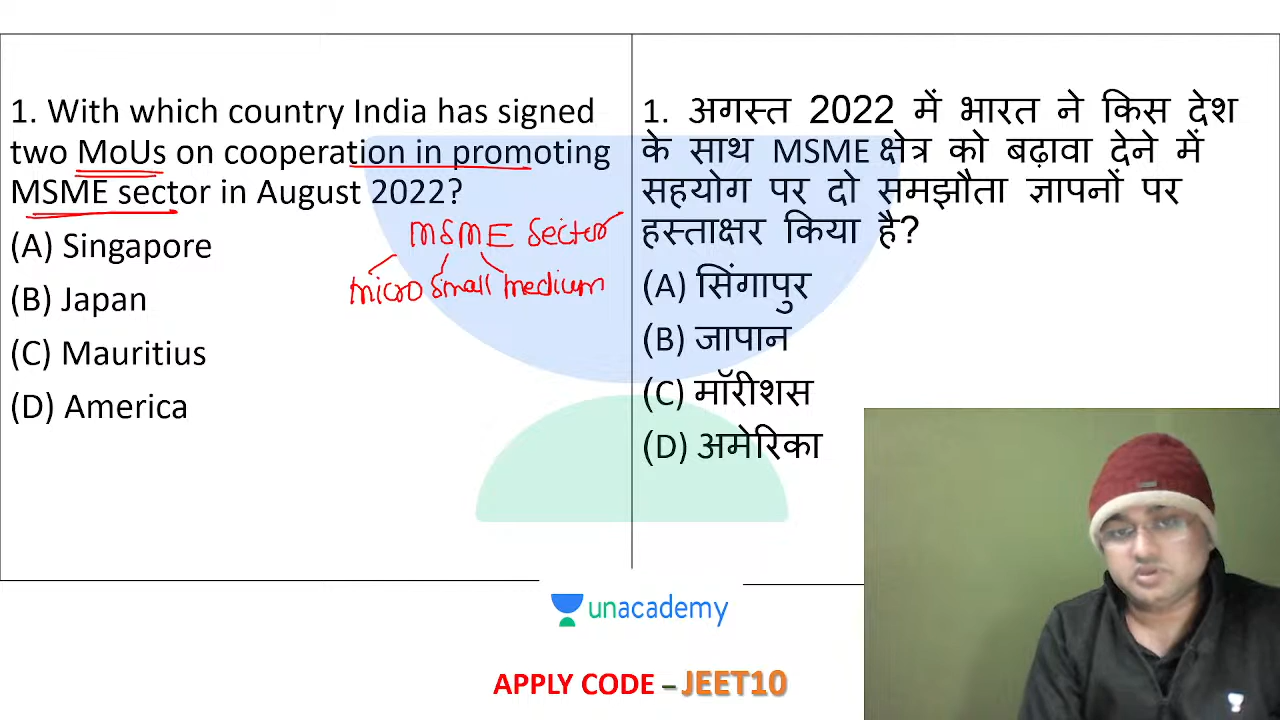 1. With which country India has signed
two MoUs on cooperation in promoting
MSME sector in August 2022?
(A) Singapore
(B) Japan
(C) Mauritius
(D) America
MSME Sector
micro small medium
1. अगस्त 2022 में भारत ने किस देश
के साथ MSME क्षेत्र को बढ़ावा देने में
सहयोग पर दो समझौता ज्ञापनों पर
हस्ताक्षर किया है?
(A) सिंगापुर
(B) जापान
(C) मॉरीशस
(D) अमेरिका
unacademy
APPLY CODE – JEET10